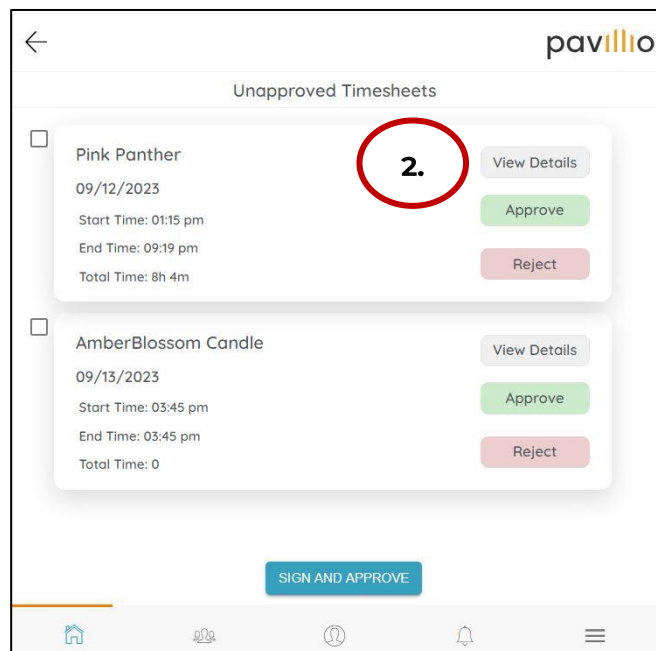 pavillio
Unapproved Timesheets
Pink Panther
2.
View Details
09/12/2023
Approve
Start Time: 01:15 pm
End Time: 09:19 pm
Reject
Total Time: 8h 4m
AmberBlossom Candle
View Details
09/13/2023
Approve
Start Time: 03:45 pm
End Time: 03:45 pm
Reject
Total Time: 0
SIGN AND APPROVE